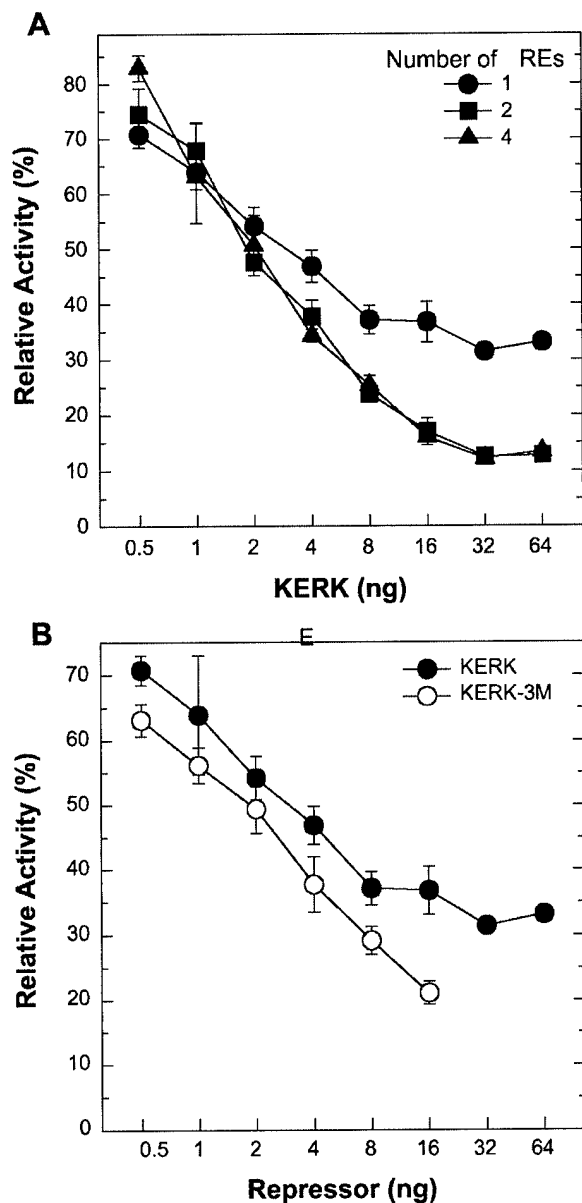 A
Number of REs
1
2
4
Relative Activity (%)
80
70
60
50
40
30
20
10
0
0.5 1 2 4 8 16 32 64
KERK (ng)
B
E
KERK
KERK-3M
Relative Activity (%)
70
60
50
40
30
20
10
0
0.5 1 2 4 8 16 32 64
Repressor (ng)